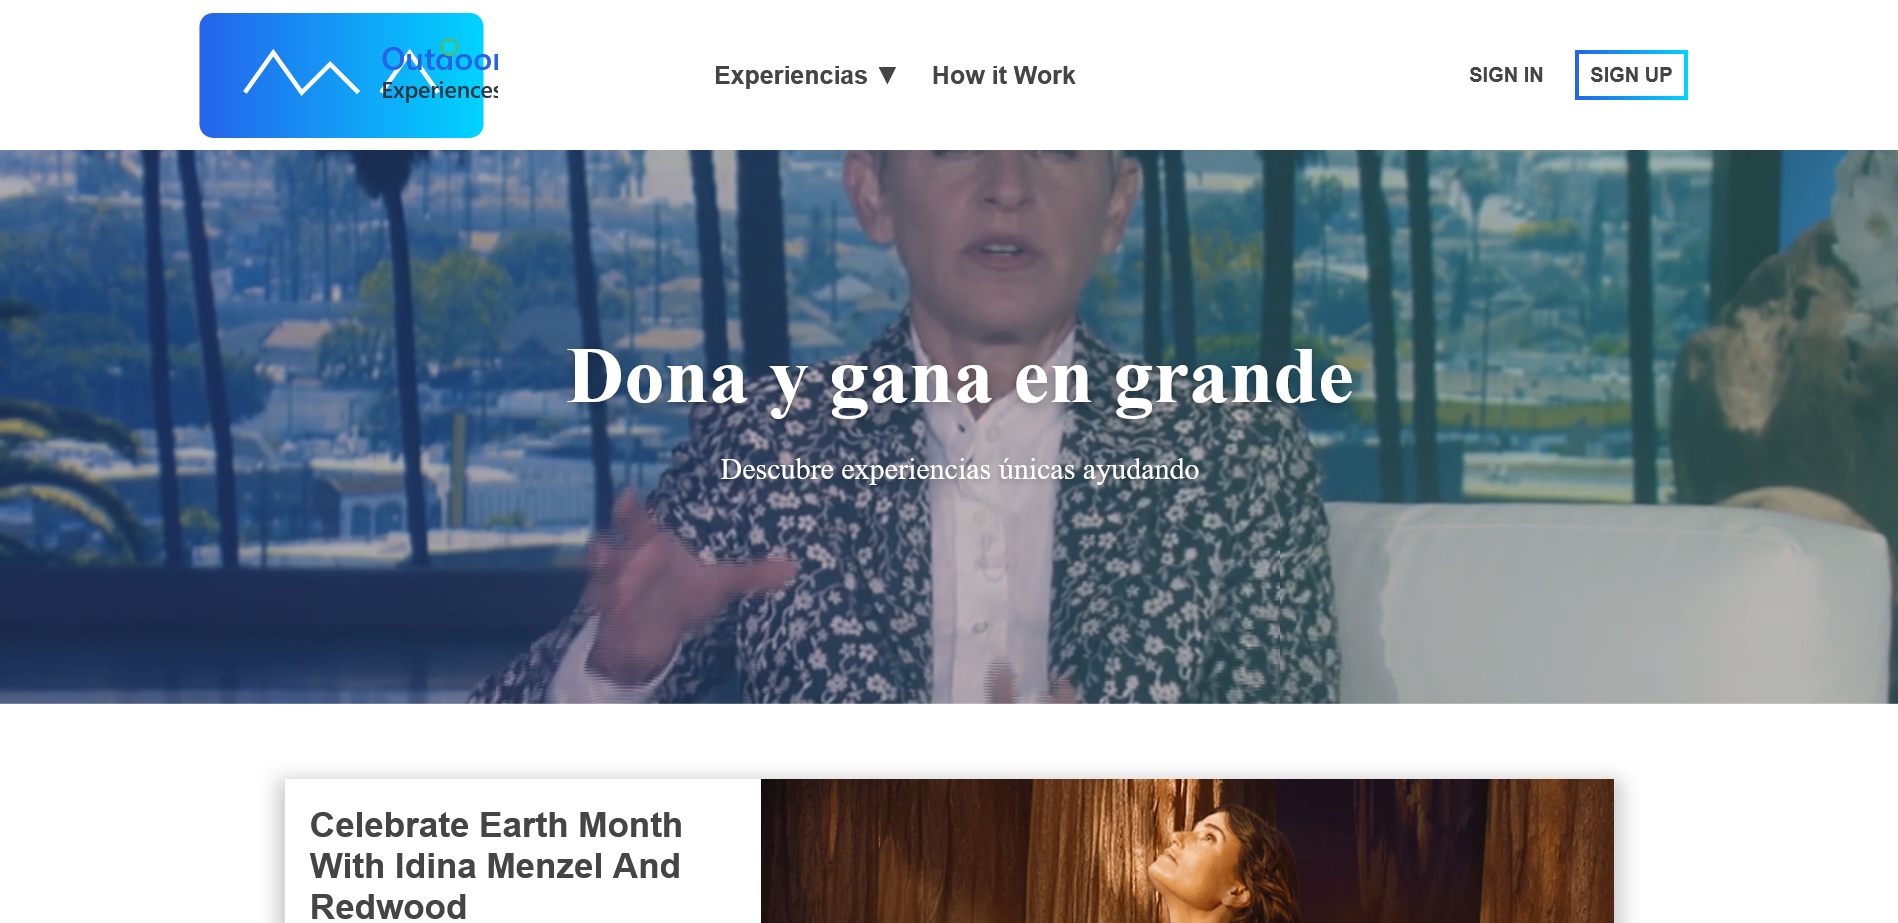 Outdoor
Experiences
Experiencias ▼
How it Work
SIGN IN
SIGN UP
Dona y gana en grande
Descubre experiencias únicas ayudando
Celebrate Earth Month
With Idina Menzel And
Redwood